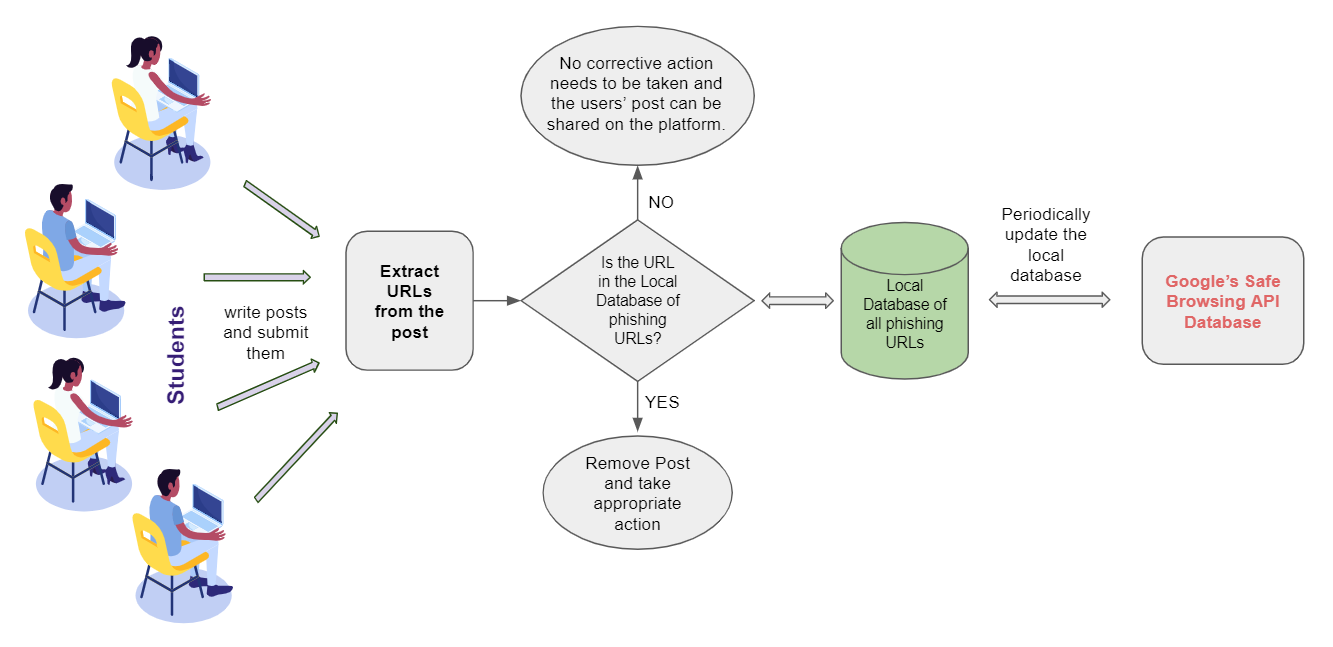 No corrective action
needs to be taken and
the users' post can be
shared on the platform.
NO
Students
write posts
and submit
them
Extract
URLs
from the
post
Is the URL
in the Local
Database of
phishing
URLs?
Local
Database of
all phishing
URLs
Periodically
update the
local
database
Google's Safe
Browsing API
Database
YES
Remove Post
and take
appropriate
action